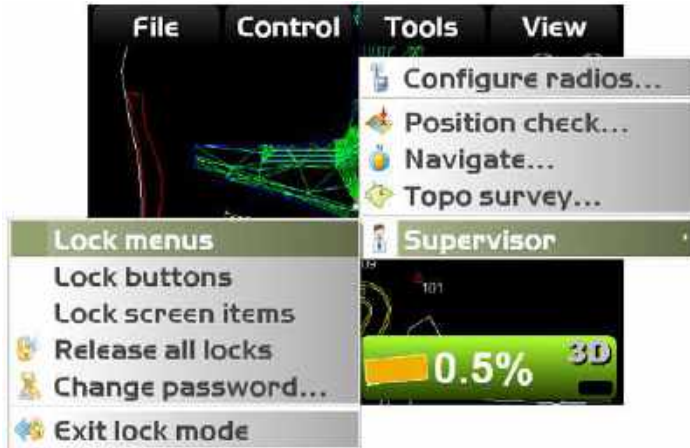 File Control Tools View
Configure radios...
Position check...
Navigate...
Topo survey...
Supervisor
Lock menus
Lock buttons
Lock screen items
Release all locks
Change password...
Exit lock mode
101
0.5% 3D